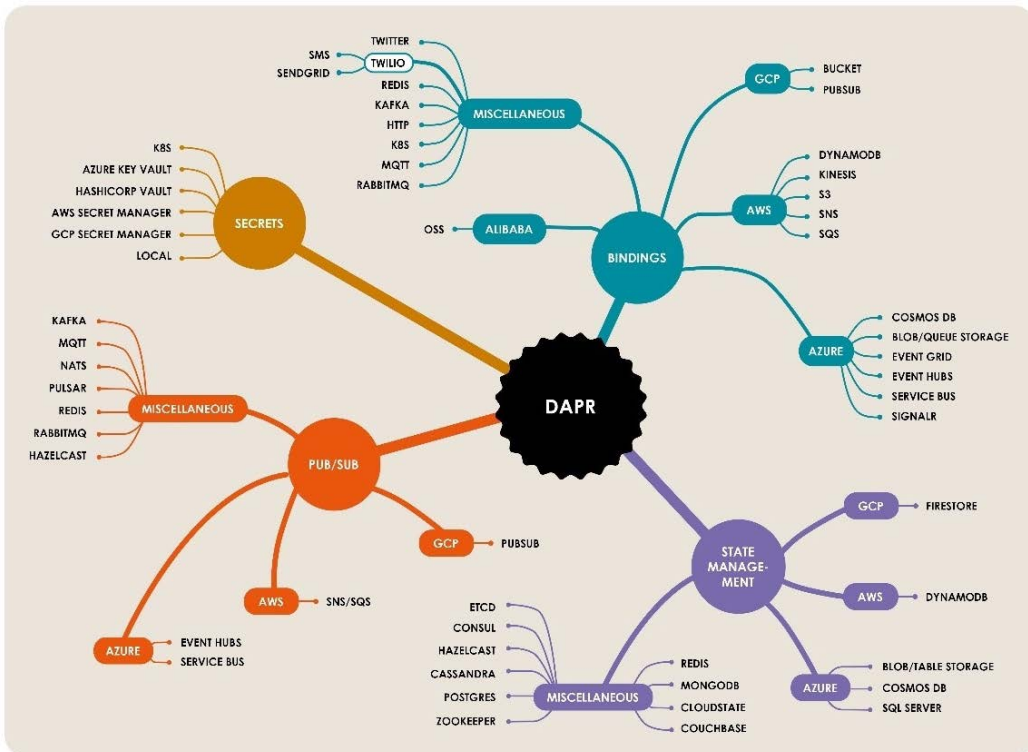 TWITTER
TWILIO
SMS
SENDGRID
REDIS
KAFKA
HTTP
K8S
MQTT
RABBITMQ
MISCELLANEOUS
GCP
BUCKET
PUBSUB
AWS
DYNAMODB
KINESIS
S3
SNS
SQS
OSS
ALIBABA
BINDINGS
AZURE
COSMOS DB
BLOB/QUEUE STORAGE
EVENT GRID
EVENT HUBS
SERVICE BUS
SIGNALR
K8S
AZURE KEY VAULT
HASHICORP VAULT
AWS SECRET MANAGER
GCP SECRET MANAGER
LOCAL
SECRETS
DAPR
KAFKA
MQTT
NATS
PULSAR
REDIS
RABBITMQ
HAZELCAST
MISCELLANEOUS
PUB/SUB
GCP
PUBSUB
AWS
SNS/SQS
AZURE
EVENT HUBS
SERVICE BUS
STATE
MANAGE-
MENT
GCP
FIRESTORE
AWS
DYNAMODB
AZURE
BLOB/TABLE STORAGE
COSMOS DB
SQL SERVER
ETCD
CONSUL
HAZELCAST
CASSANDRA
POSTGRES
ZOOKEEPER
MISCELLANEOUS
REDIS
MONGODB
CLOUDSTATE
COUCHBASE